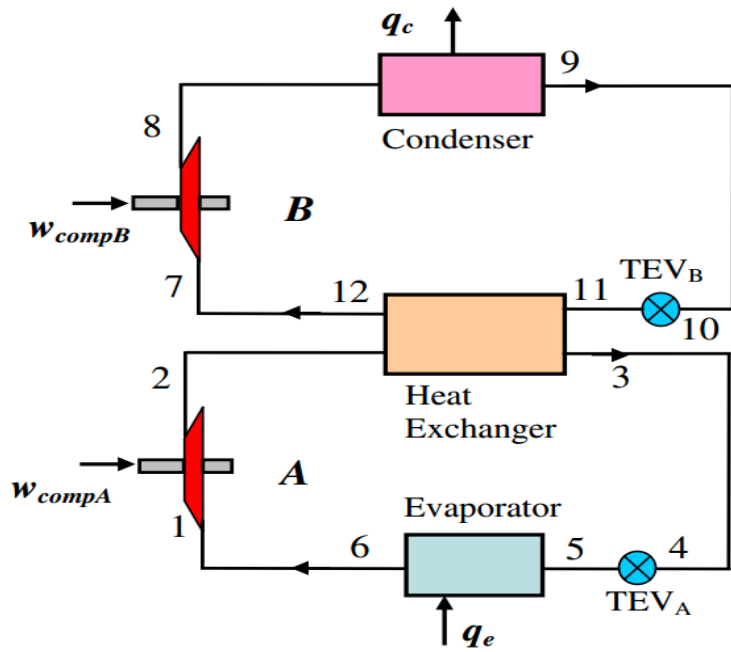 q_c
9
8
Condenser
B
w_compB
TEV_B
7
12
11
10
2
3
Heat
Exchanger
A
w_compA
Evaporator
1
6
5
4
TEV_A
q_e